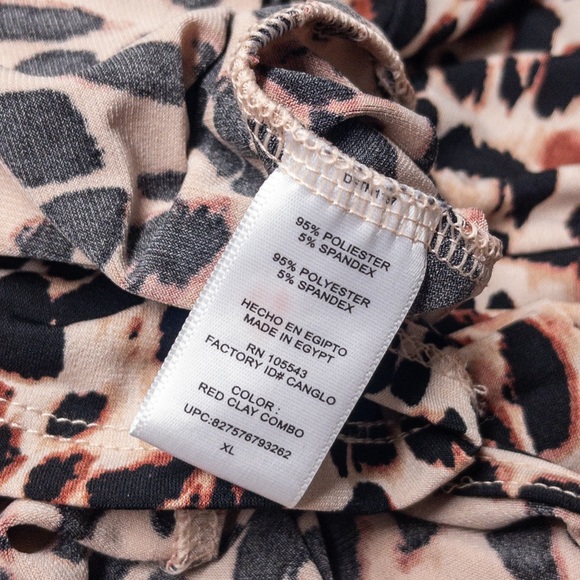 95% POLIESTER
5% SPANDEX
95% POLYESTER
5% SPANDEX
HECHO EN EGIPTO
MADE IN EGYPT
RN 105543
FACTORY ID# CANGLO
COLOR :
RED CLAY COMBO
UPC:827576793262
XL